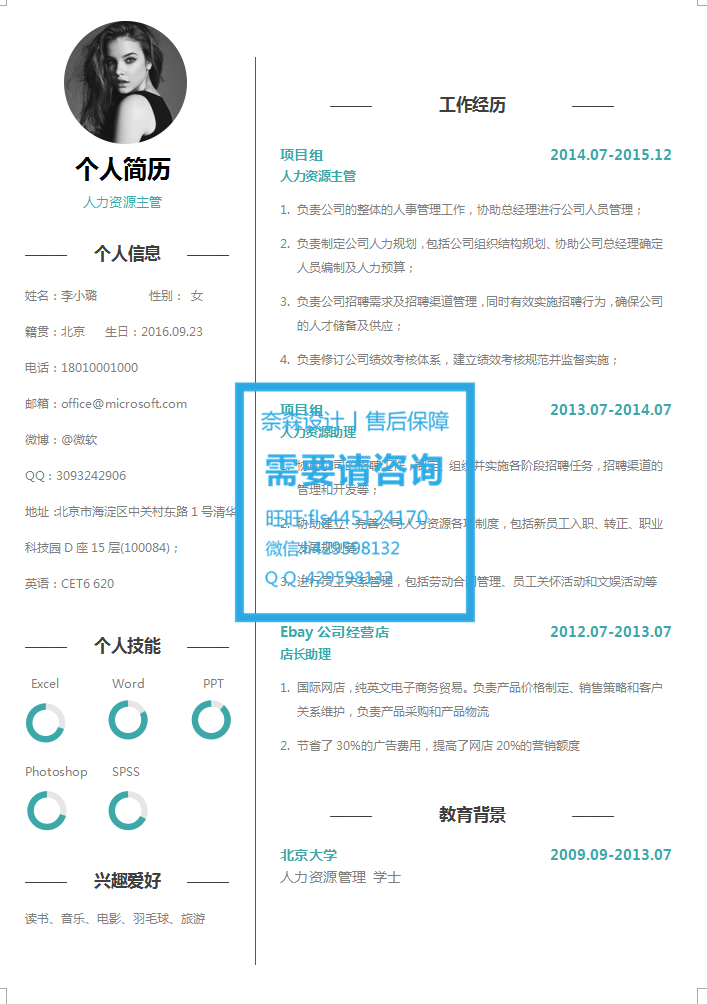 个人简历
人力资源主管
个人信息
姓名：李小璐 性别： 女
籍贯：北京 生日：2016.09.23
电话：18010001000
邮箱：office@microsoft.com
微博：@微软
QQ：3093242906
地址：北京市海淀区中关村东路 1 号清华
科技园 D 座 15 层(100084)；
英语：CET6 620
个人技能
Excel Word PPT
Photoshop SPSS
兴趣爱好
读书、音乐、电影、羽毛球、旅游
工作经历
项目组 2014.07-2015.12
人力资源主管
1. 负责公司的整体的人事管理工作，协助总经理进行公司人员管理；
2. 负责制定公司人力规划，包括公司组织结构规划、协助公司总经理确定
人员编制及人力预算；
3. 负责公司招聘需求及招聘渠道管理，同时有效实施招聘行为，确保公司
的人才储备及供应；
4. 负责修订公司绩效考核体系，建立绩效考核规范并监督实施；
项目组 2013.07-2014.07
人力资源助理
组织并实施各阶段招聘任务，招聘渠道的
管理和开发等；
2. 协助建立、完善公司人力资源各项制度，包括新员工入职、转正、职业
发展规划等；
3. 进行员工关系管理，包括劳动合同管理、员工关怀活动和文娱活动等
奈森设计 | 售后保障
需要请咨询
旺旺:fls445124170
429598132
QQ:429598132
Ebay 公司经营店 2012.07-2013.07
店长助理
1. 国际网店，纯英文电子商务贸易。负责产品价格制定、销售策略和客户
关系维护，负责产品采购和产品物流
2. 节省了 30%的广告费用，提高了网店 20%的营销额度
教育背景
北京大学 2009.09-2013.07
人力资源管理 学士